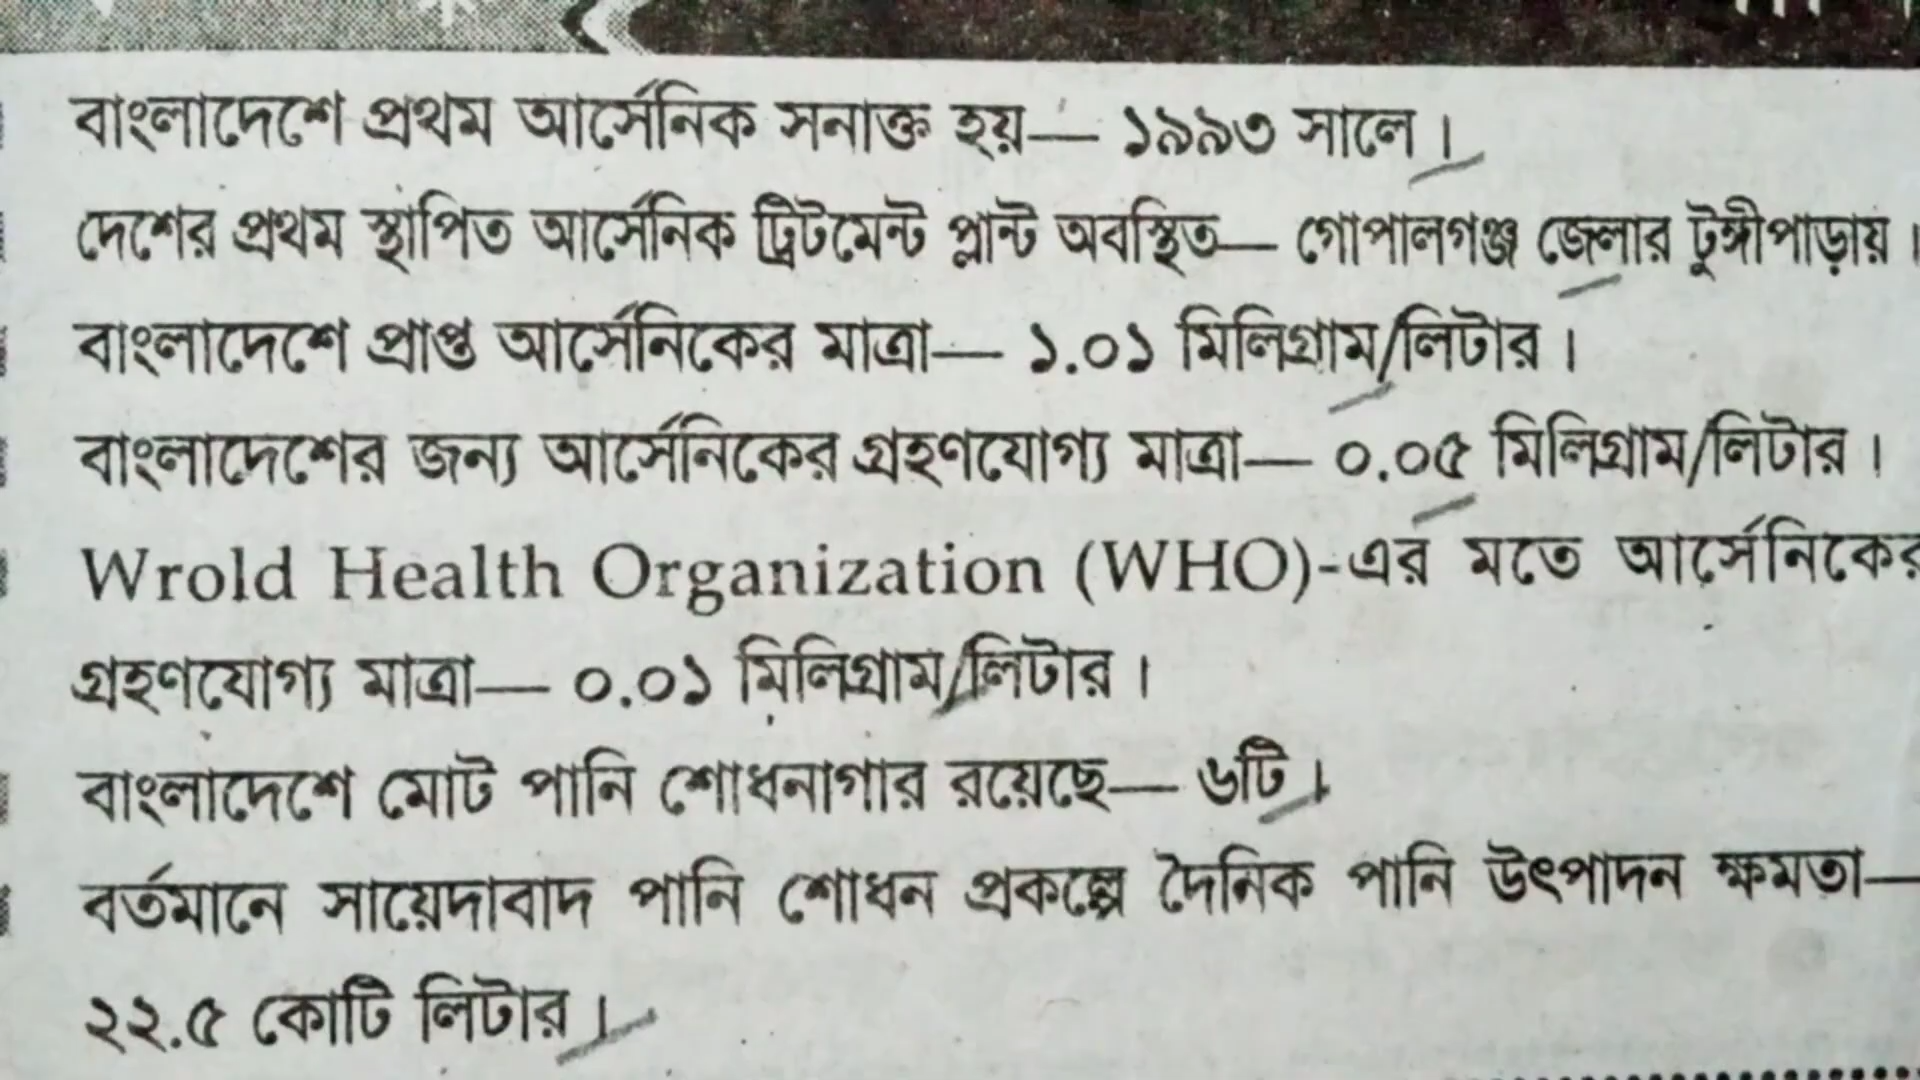 বাংলাদেশে প্রথম আর্সেনিক সনাক্ত হয়— ১৯৯৩ সালে।
দেশের প্রথম স্থাপিত আর্সেনিক ট্রিটমেন্ট প্লান্ট অবস্থিত— গোপালগঞ্জ জেলার টুঙ্গীপাড়ায়।
বাংলাদেশে প্রাপ্ত আর্সেনিকের মাত্রা— ১.০১ মিলিগ্রাম/লিটার।
বাংলাদেশের জন্য আর্সেনিকের গ্রহণযোগ্য মাত্রা— ০.০৫ মিলিগ্রাম/লিটার।
Wrold Health Organization (WHO)-এর মতে আর্সেনিকের
গ্রহণযোগ্য মাত্রা— ০.০১ মিলিগ্রাম/লিটার।
বাংলাদেশে মোট পানি শোধনাগার রয়েছে— ৬টি।
বর্তমানে সায়েদাবাদ পানি শোধন প্রকল্পে দৈনিক পানি উৎপাদন ক্ষমতা—
২২.৫ কোটি লিটার।